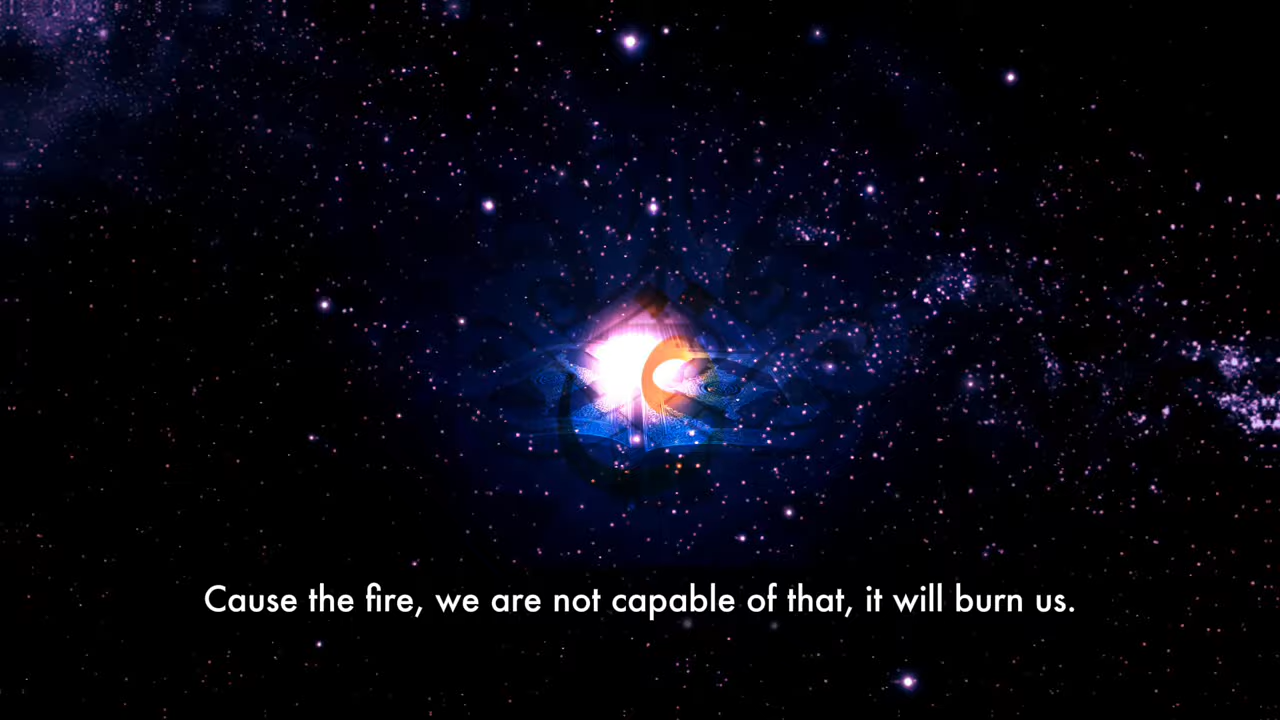 Cause the fire, we are not capable of that, it will burn us.